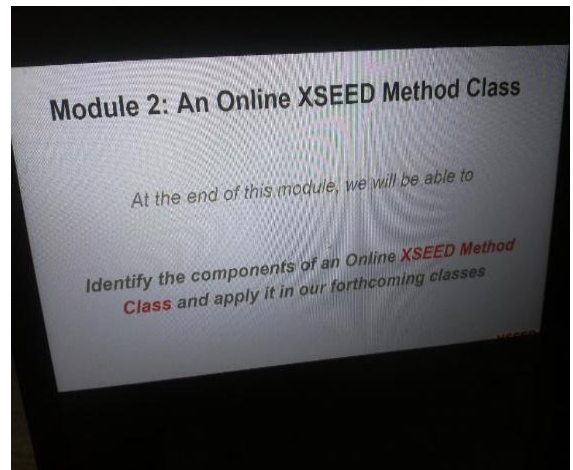 Module 2: An Online XSEED Method Class
At the end of this module, we will be able to
Identify the components of an Online XSEED Method
Class and apply it in our forthcoming classes
XSEED